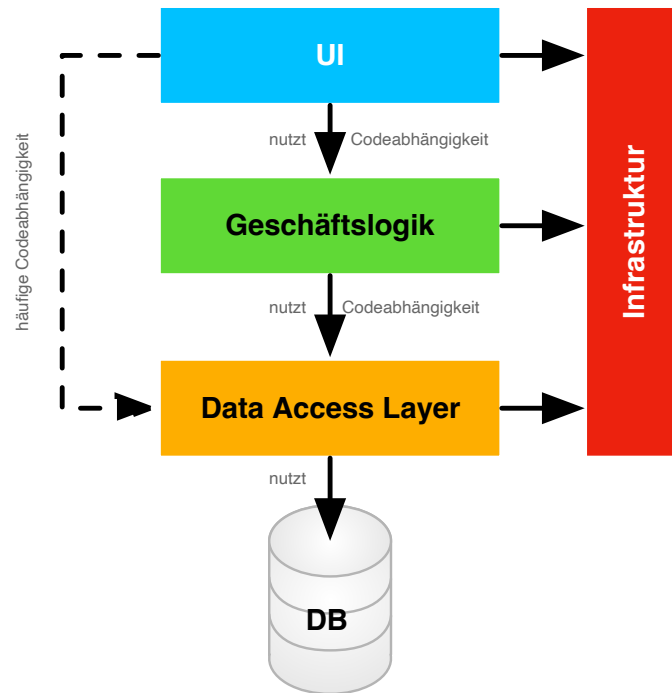 UI
nutzt
Codeabhängigkeit
häufige Codeabhängigkeit
Geschäftslogik
Infrastruktur
nutzt
Codeabhängigkeit
Data Access Layer
nutzt
DB